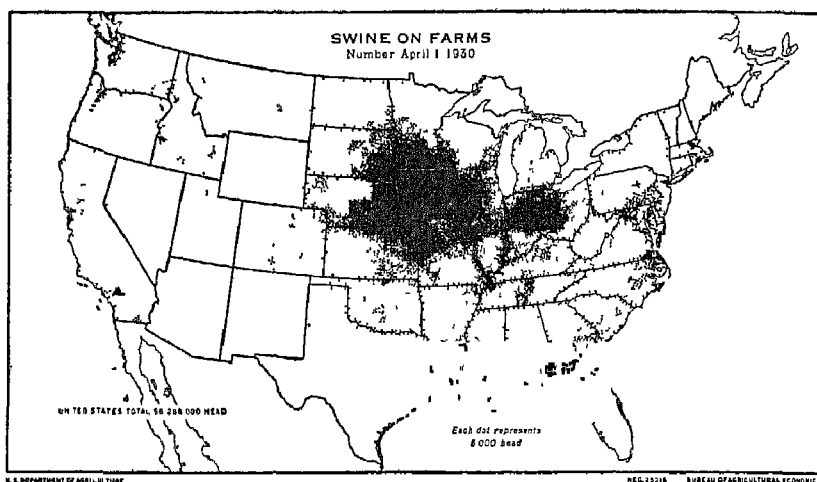 SWINE ON FARMS
Number April 1 1930
UNITED STATES TOTAL 56 288 000 HEAD
Each dot represents
5 000 head
U. S. DEPARTMENT OF AGRICULTURE
BUREAU OF AGRICULTURAL ECONOMICS